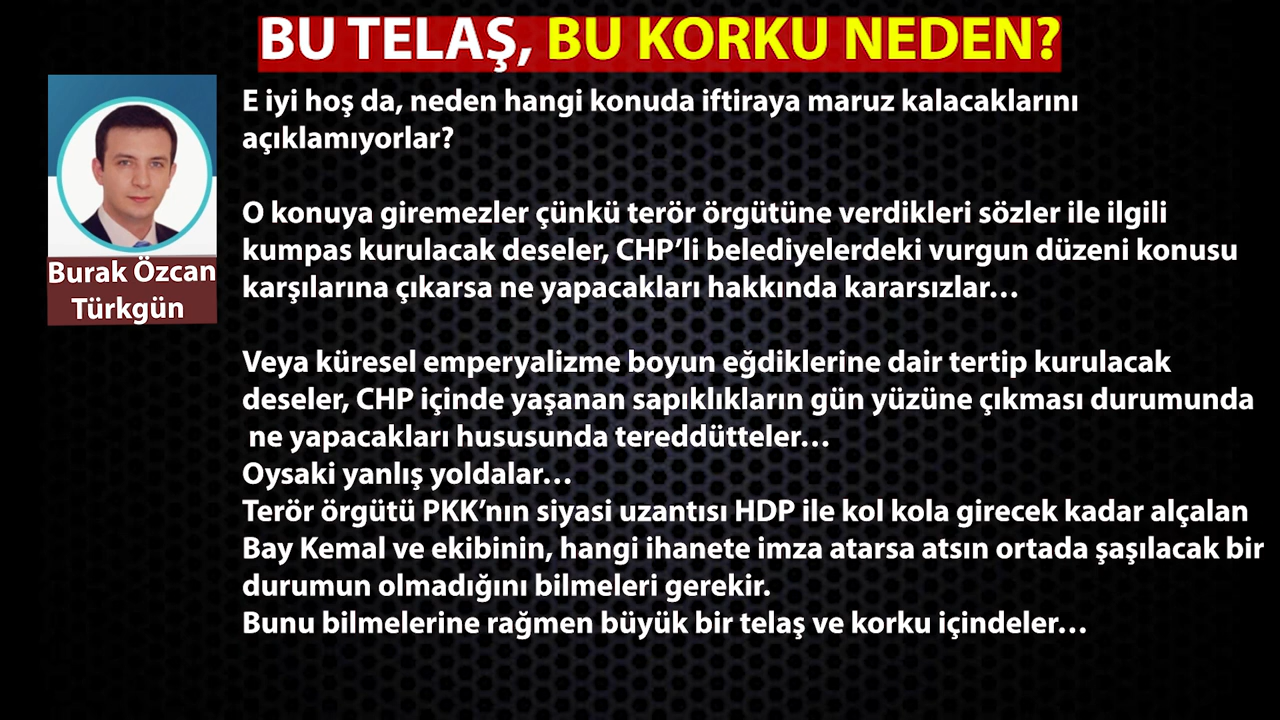 BU TELAŞ, BU KORKU NEDEN?
Burak Özcan
Türkgün
E iyi hoş da, neden hangi konuda iftiraya maruz kalacaklarını
açıklamıyorlar?
O konuya giremezler çünkü terör örgütüne verdikleri sözler ile ilgili
kumpas kurulacak deseler, CHP’li belediyelerdeki vurgun düzeni konusu
karşılarına çıkarsa ne yapacakları hakkında kararsızlar…
Veya küresel emperyalizme boyun eğdiklerine dair tertip kurulacak
deseler, CHP içinde yaşanan sapıklıkların gün yüzüne çıkması durumunda
ne yapacakları hususunda tereddütteler…
Oysaki yanlış yoldalar…
Terör örgütü PKK’nın siyasi uzantısı HDP ile kol kola girecek kadar alçalan
Bay Kemal ve ekibinin, hangi ihanete imza atarsa atsın ortada şaşılacak bir
durumun olmadığını bilmeleri gerekir.
Bunu bilmelerine rağmen büyük bir telaş ve korku içindeler…